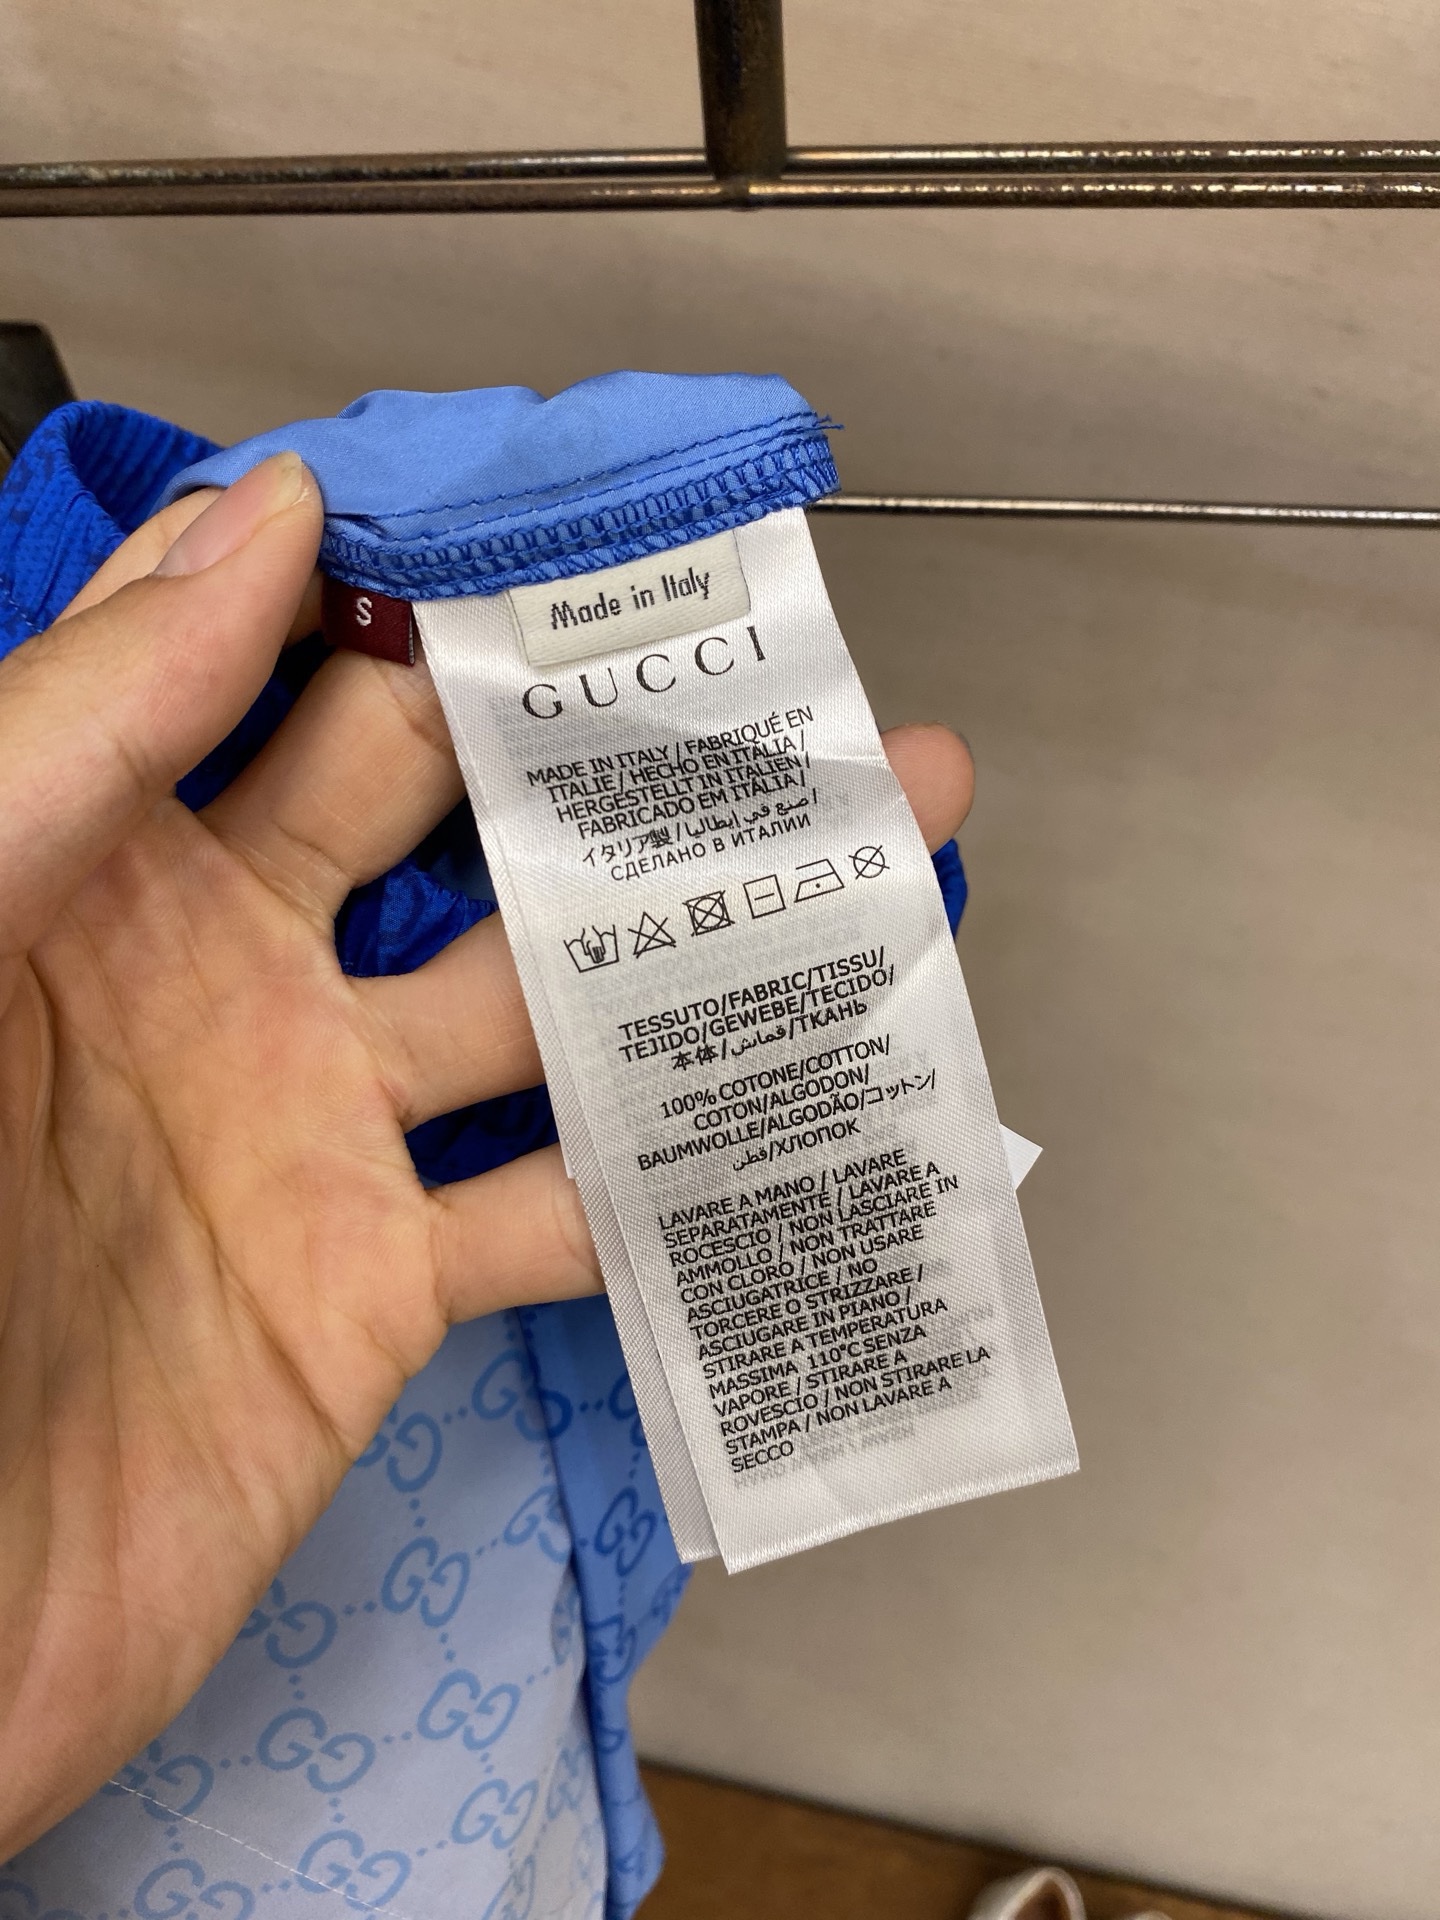 S
Made in Italy
GUCCI
MADE IN ITALY / FABRIQUÉ EN
ITALIE / HECHO EN ITALIA /
HERGESTELLT IN ITALIEN /
FABRICADO EM ITÁLIA /
イタリア製 / صنع في إيطاليا /
СДЕЛАНО В ИТАЛИИ
TESSUTO/FABRIC/TISSU/
TEJIDO/GEWEBE/TECIDO/
本体/قماش/ТКАНЬ
100% COTONE/COTTON/
COTON/ALGODON/
BAUMWOLLE/ALGODÃO/コットン/
قطن/ХЛОПОК
LAVARE A MANO / LAVARE
SEPARATAMENTE / LAVARE A
ROCESCIO / NON LASCIARE IN
AMMOLLO / NON TRATTARE
CON CLORO / NON USARE
ASCIUGATRICE / NO
TORCERE O STRIZZARE /
ASCIUGARE IN PIANO /
STIRARE A TEMPERATURA
MASSIMA 110°C SENZA
VAPORE / STIRARE A
ROVESCIO / NON STIRARE LA
STAMPA / NON LAVARE A
SECCO